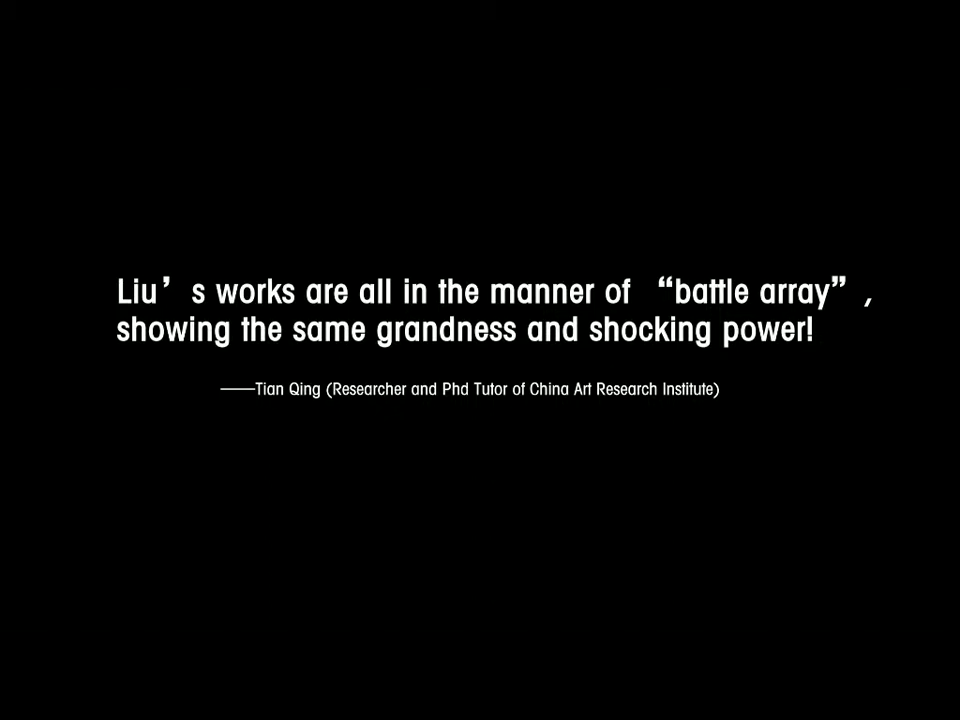 Liu’s works are all in the manner of “battle array”,
showing the same grandness and shocking power!
——Tian Qing (Researcher and Phd Tutor of China Art Research Institute)